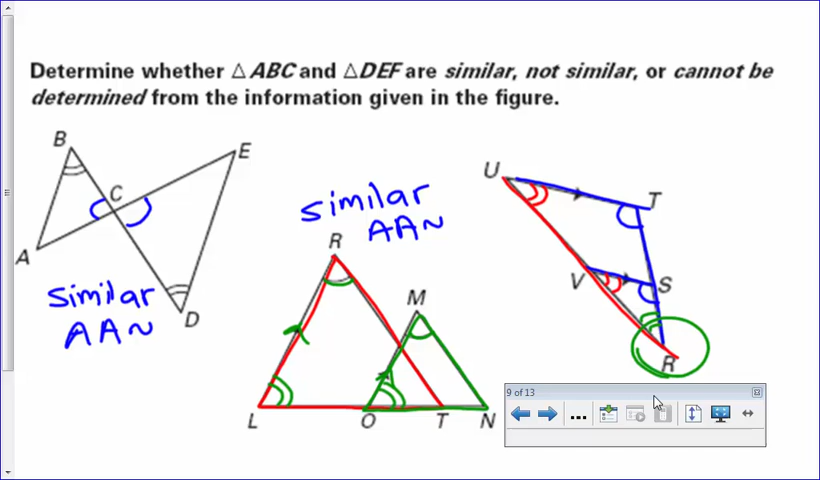 Determine whether △ABC and △DEF are similar, not similar, or cannot be
determined from the information given in the figure.
B
E
C
A
D
similar
AA~
similar
AA~
R
M
L
O
T
N
U
T
V
S
R
9 of 13
...